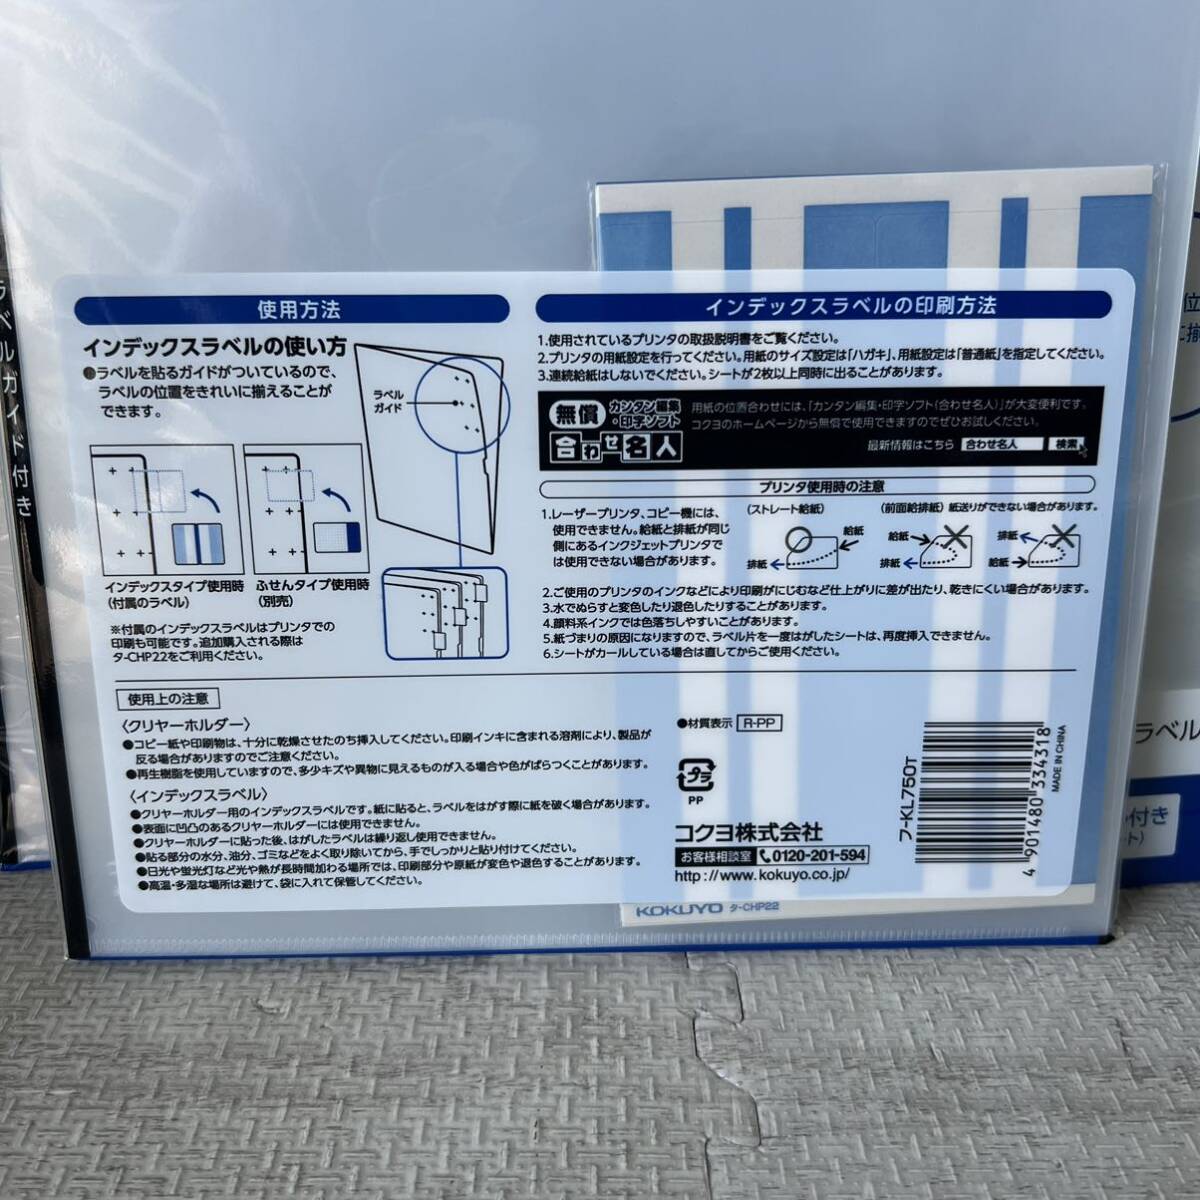 使用方法
インデックスラベルの使い方
●ラベルを貼るガイドがついているので、
ラベルの位置をきれいに揃えることが
できます。
ラベル
ガイド
インデックスタイプ使用時
(付属のラベル)
ふせんタイプ使用時
(別売)
※付属のインデックスラベルはプリンタでの
印刷も可能です。追加購入される際は
タ-CHP22をご利用ください。
インデックスラベルの印刷方法
1.使用されているプリンタの取扱説明書をご覧ください。
2.プリンタの用紙設定を行ってください。用紙のサイズ設定は「ハガキ」、用紙設定は「普通紙」を指定してください。
3.連続給紙はしないでください。シートが2枚以上同時に出ることがあります。
無償
カンタン編集
・印字ソフト
合わせ名人
用紙の位置合わせには、「カンタン編集・印字ソフト(合わせ名人)」が大変便利です。
コクヨのホームページから無償で使用できますのでぜひお試しください。
最新情報はこちら 合わせ名人 検索
プリンタ使用時の注意
1.レーザープリンタ、コピー機には、
使用できません。給紙と排紙が同じ
側にあるインクジェットプリンタで
は使用できない場合があります。
(ストレート給紙)
給紙
排紙
(前面給排紙) 紙送りができない場合があります。
給紙
排紙
排紙
給紙
2.ご使用のプリンタのインクなどにより印刷がにじむなど仕上がりに差が出たり、乾きにくい場合があります。
3.水でぬらすと変色したり退色したりすることがあります。
4.顔料系インクでは色落ちしやすいことがあります。
5.紙づまりの原因になりますので、ラベル片を一度はがしたシートは、再度挿入できません。
6.シートがカールしている場合は直してからご使用ください。
使用上の注意
〈クリヤーホルダー〉
●コピー紙や印刷物は、十分に乾燥させたのち挿入してください。印刷インキに含まれる溶剤により、製品が
反る場合がありますのでご注意ください。
●再生樹脂を使用していますので、多少キズや異物に見えるものが入る場合や色がばらつくことがあります。
〈インデックスラベル〉
●クリヤーホルダー用のインデックスラベルです。紙に貼ると、ラベルをはがす際に紙を破く場合があります。
●表面に凹凸のあるクリヤーホルダーには使用できません。
●クリヤーホルダーに貼った後、はがしたラベルは繰り返し使用できません。
●貼る部分の水分、油分、ゴミなどをよく取り除いてから、手でしっかりと貼り付けてください。
●日光や蛍光灯など光や熱が長時間加わる場所では、印刷部分や原紙が変色や退色することがあります。
●高温・多湿な場所は避けて、袋に入れて保管してください。
●材質表示 R-PP
プラ
PP
コクヨ株式会社
お客様相談室 0120-201-594
http://www.kokuyo.co.jp/
フ-KL750T
4901480334318
MADE IN CHINA
KOKUYO タ-CHP22
ラベルガイド付き
ラベル
付き